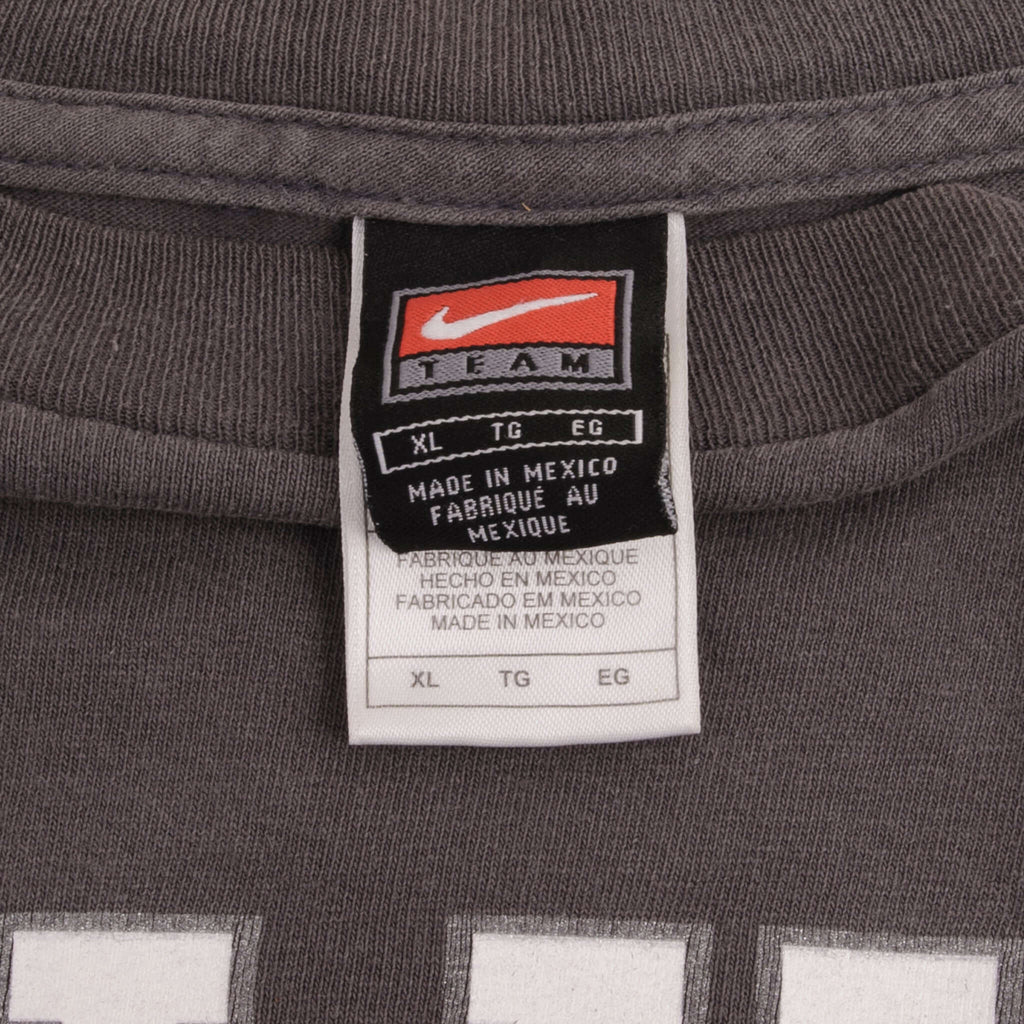 TEAM
XL TG EG
MADE IN MEXICO
FABRIQUÉ AU
MEXIQUE
FABRIQUE AU MEXIQUE
HECHO EN MEXICO
FABRICADO EM MEXICO
MADE IN MEXICO
XL TG EG